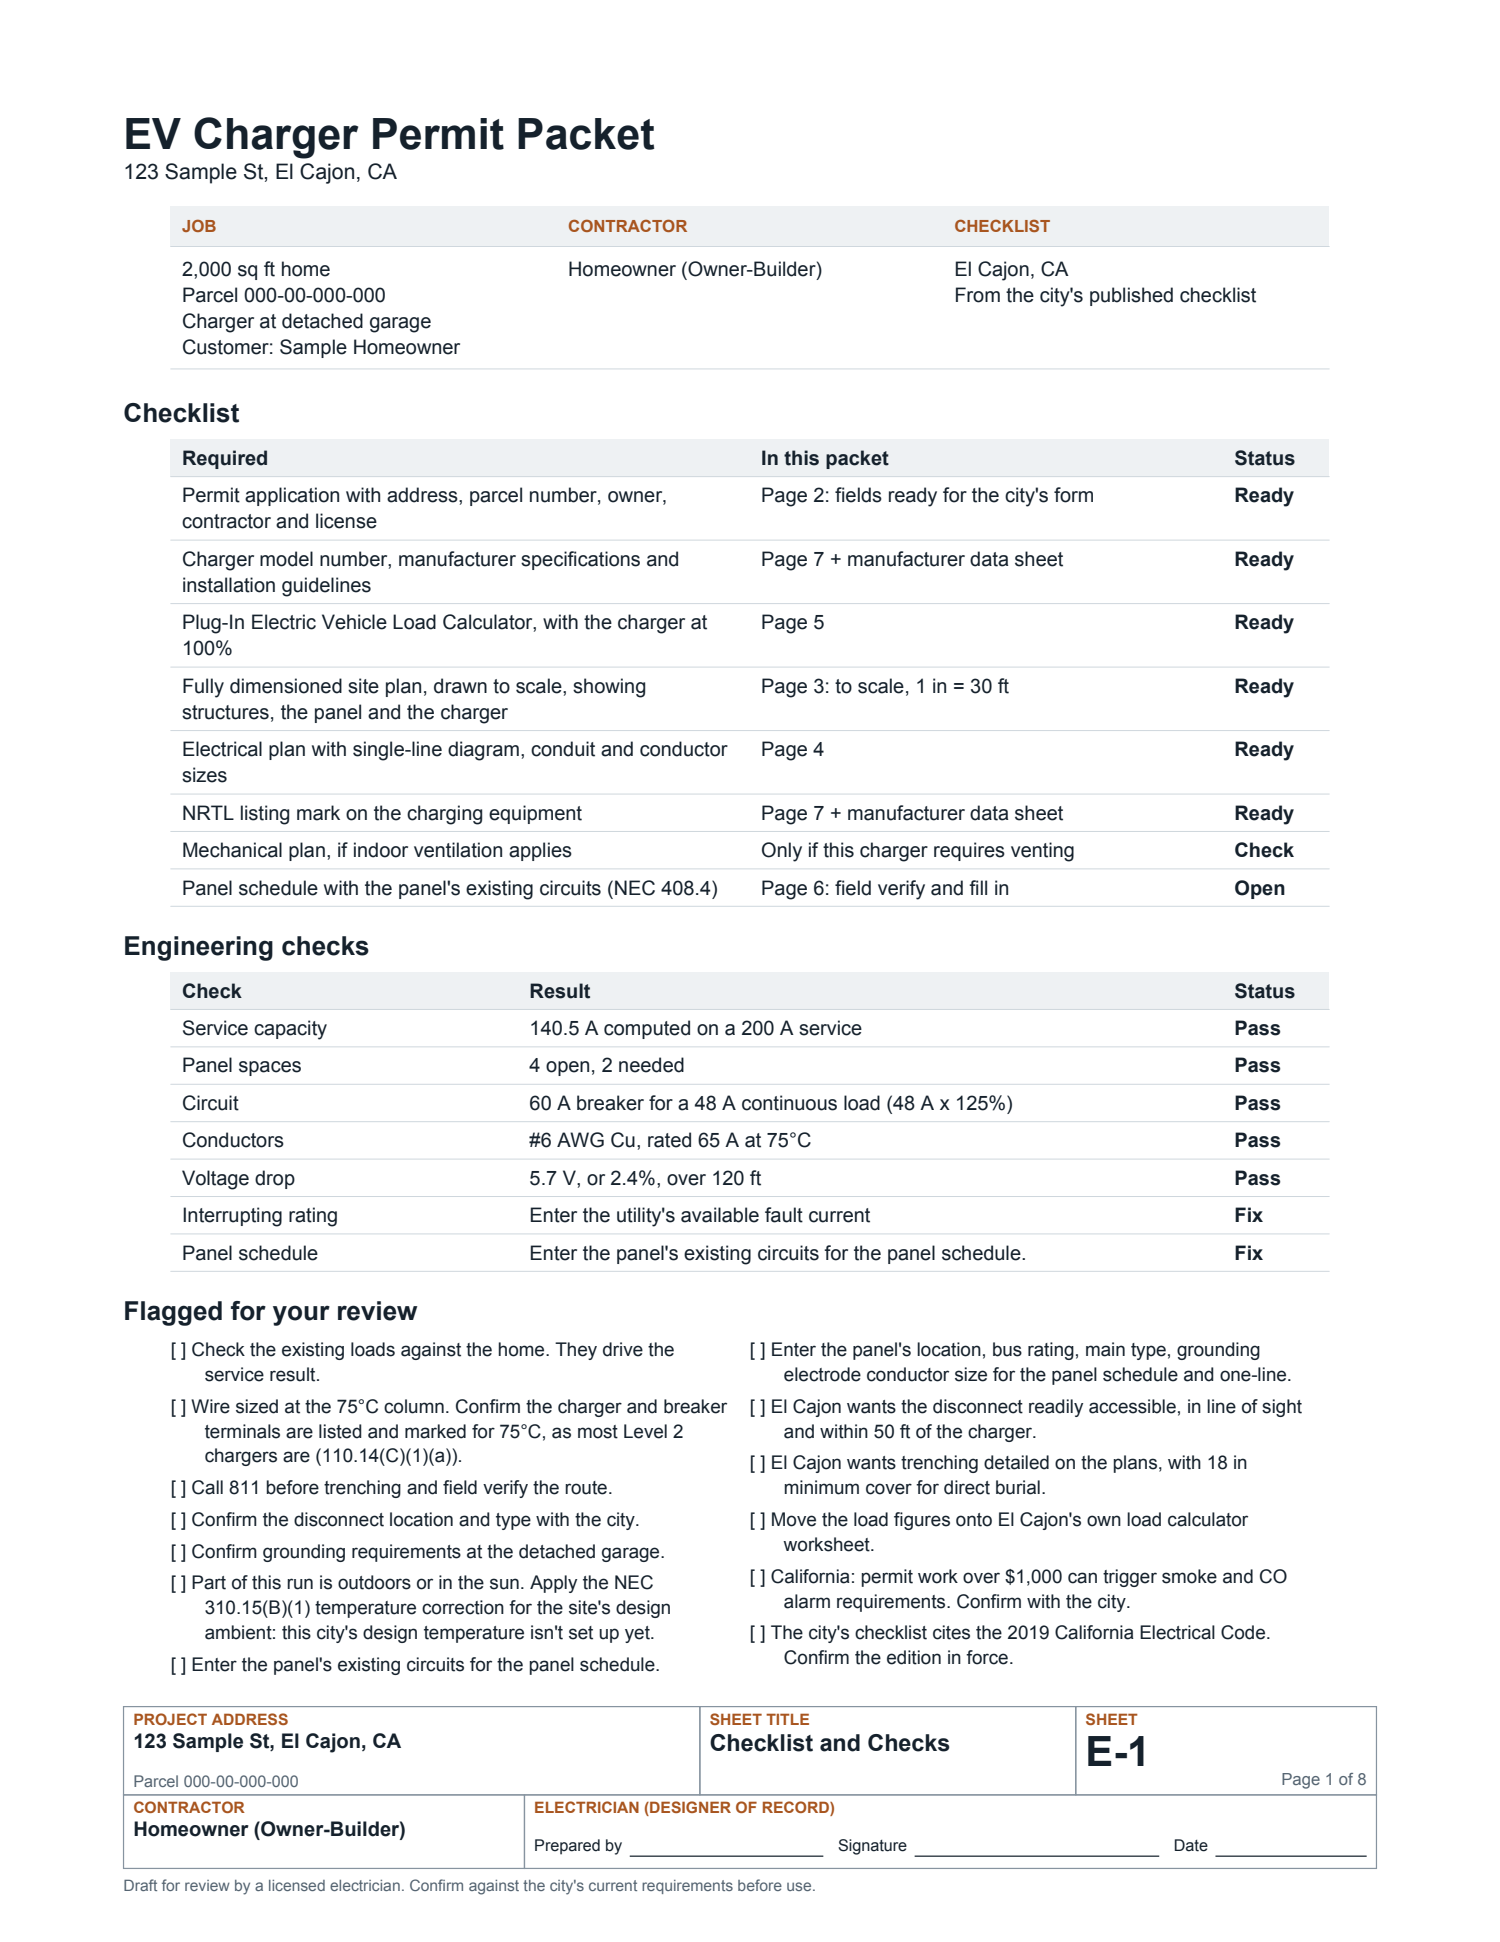 EV Charger Permit Packet
123 Sample St, El Cajon, CA
JOB CONTRACTOR CHECKLIST
2,000 sq ft home Homeowner (Owner-Builder) El Cajon, CA
Parcel 000-00-000-000 From the city's published checklist
Charger at detached garage
Customer: Sample Homeowner
Checklist
Required In this packet Status
Permit application with address, parcel number, owner, Page 2: fields ready for the city's form Ready
contractor and license
Charger model number, manufacturer specifications and Page 7 + manufacturer data sheet Ready
installation guidelines
Plug-In Electric Vehicle Load Calculator, with the charger at Page 5 Ready
100%
Fully dimensioned site plan, drawn to scale, showing Page 3: to scale, 1 in = 30 ft Ready
structures, the panel and the charger
Electrical plan with single-line diagram, conduit and conductor Page 4 Ready
sizes
NRTL listing mark on the charging equipment Page 7 + manufacturer data sheet Ready
Mechanical plan, if indoor ventilation applies Only if this charger requires venting Check
Panel schedule with the panel's existing circuits (NEC 408.4) Page 6: field verify and fill in Open
Engineering checks
Check Result Status
Service capacity 140.5 A computed on a 200 A service Pass
Panel spaces 4 open, 2 needed Pass
Circuit 60 A breaker for a 48 A continuous load (48 A x 125%) Pass
Conductors #6 AWG Cu, rated 65 A at 75°C Pass
Voltage drop 5.7 V, or 2.4%, over 120 ft Pass
Interrupting rating Enter the utility's available fault current Fix
Panel schedule Enter the panel's existing circuits for the panel schedule. Fix
Flagged for your review
[ ] Check the existing loads against the home. They drive the
service result.
[ ] Wire sized at the 75°C column. Confirm the charger and breaker
terminals are listed and marked for 75°C, as most Level 2
chargers are (110.14(C)(1)(a)).
[ ] Call 811 before trenching and field verify the route.
[ ] Confirm the disconnect location and type with the city.
[ ] Confirm grounding requirements at the detached garage.
[ ] Part of this run is outdoors or in the sun. Apply the NEC
310.15(B)(1) temperature correction for the site's design
ambient: this city's design temperature isn't set up yet.
[ ] Enter the panel's existing circuits for the panel schedule.
[ ] Enter the panel's location, bus rating, main type, grounding
electrode conductor size for the panel schedule and one-line.
[ ] El Cajon wants the disconnect readily accessible, in line of sight
and within 50 ft of the charger.
[ ] El Cajon wants trenching detailed on the plans, with 18 in
minimum cover for direct burial.
[ ] Move the load figures onto El Cajon's own load calculator
worksheet.
[ ] California: permit work over $1,000 can trigger smoke and CO
alarm requirements. Confirm with the city.
[ ] The city's checklist cites the 2019 California Electrical Code.
Confirm the edition in force.
PROJECT ADDRESS SHEET TITLE SHEET
123 Sample St, El Cajon, CA Checklist and Checks E-1
Parcel 000-00-000-000 Page 1 of 8
CONTRACTOR ELECTRICIAN (DESIGNER OF RECORD)
Homeowner (Owner-Builder)
Prepared by Signature Date
Draft for review by a licensed electrician. Confirm against the city's current requirements before use.